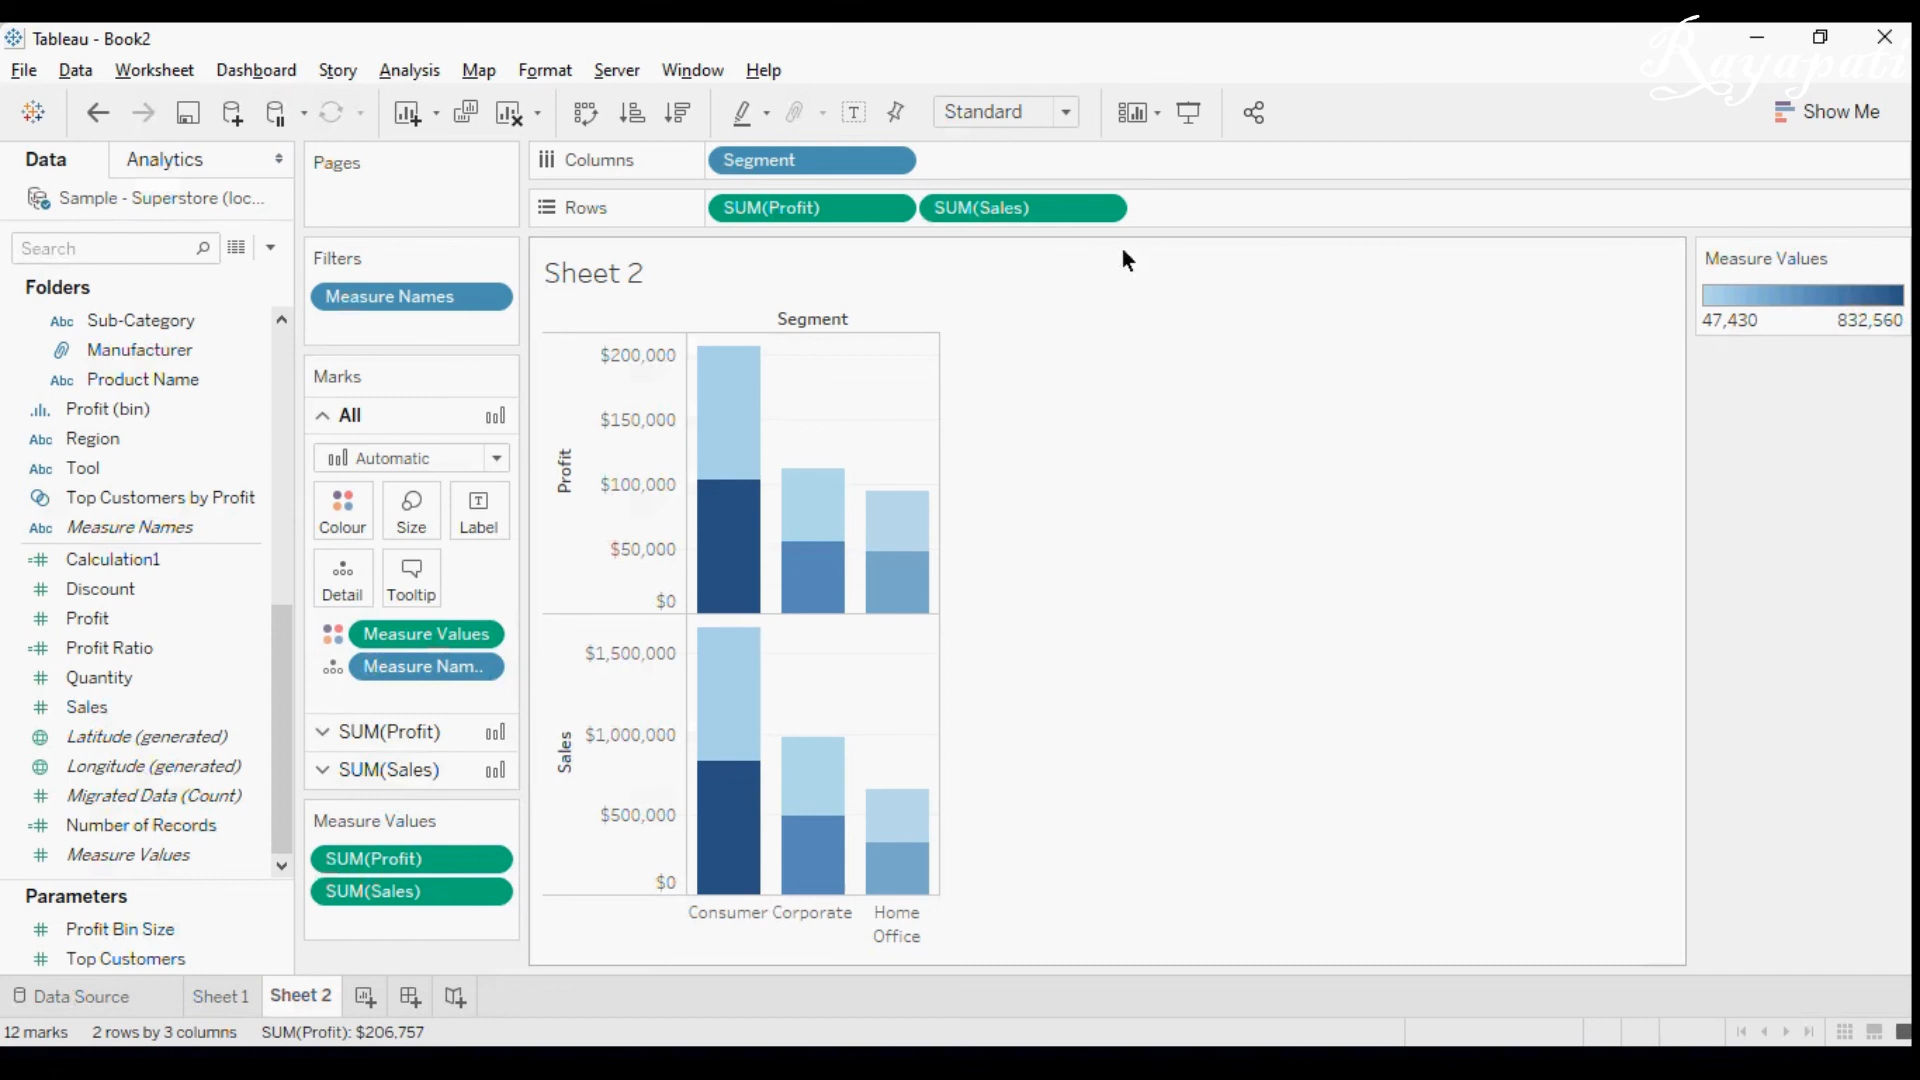 Rayapati
Tableau - Book2
File Data Worksheet Dashboard Story Analysis Map Format Server Window Help
Standard
Show Me
Data
Analytics
Sample - Superstore (loc...
Search
Folders
Abc Sub-Category
Manufacturer
Abc Product Name
Profit (bin)
Abc Region
Abc Tool
Top Customers by Profit
Abc Measure Names
=# Calculation1
# Discount
# Profit
=# Profit Ratio
# Quantity
# Sales
Latitude (generated)
Longitude (generated)
# Migrated Data (Count)
=# Number of Records
# Measure Values
Parameters
# Profit Bin Size
# Top Customers
Pages
Filters
Measure Names
Marks
All
Automatic
Colour
Size
Label
Detail
Tooltip
Measure Values
Measure Nam..
SUM(Profit)
SUM(Sales)
Measure Values
SUM(Profit)
SUM(Sales)
Columns
Segment
Rows
SUM(Profit)
SUM(Sales)
Sheet 2
Segment
Profit
$200,000
$150,000
$100,000
$50,000
$0
Sales
$1,500,000
$1,000,000
$500,000
$0
Consumer Corporate Home
Office
Measure Values
47,430 832,560
Data Source Sheet 1 Sheet 2
12 marks 2 rows by 3 columns SUM(Profit): $206,757